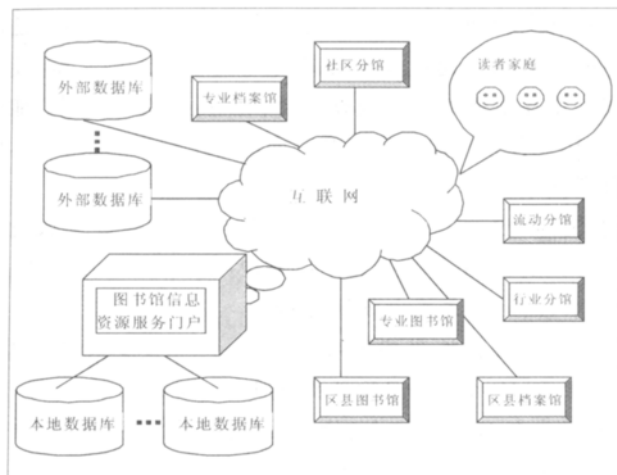 外部数据库
专业档案馆
社区分馆
读者家庭
外部数据库
互联网
流动分馆
图书馆信息
资源服务门户
行业分馆
专业图书馆
区县图书馆
区县档案馆
本地数据库
本地数据库